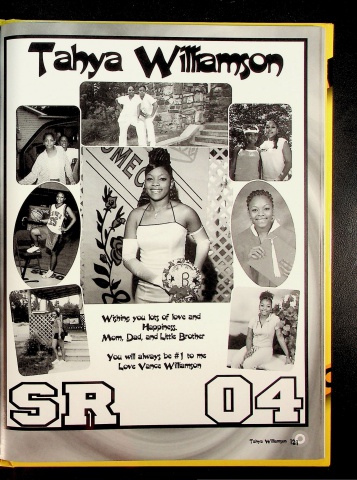 Tahya Williamson
Wishing you lots of love and
Happiness.
Mom, Dad, and Little Brother
You will always be #1 to me
Love Vance Williamson
SR 04
Tahya Williamson 121